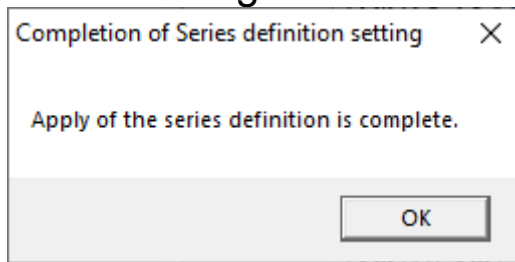 Completion of Series definition setting
Apply of the series definition is complete.
OK